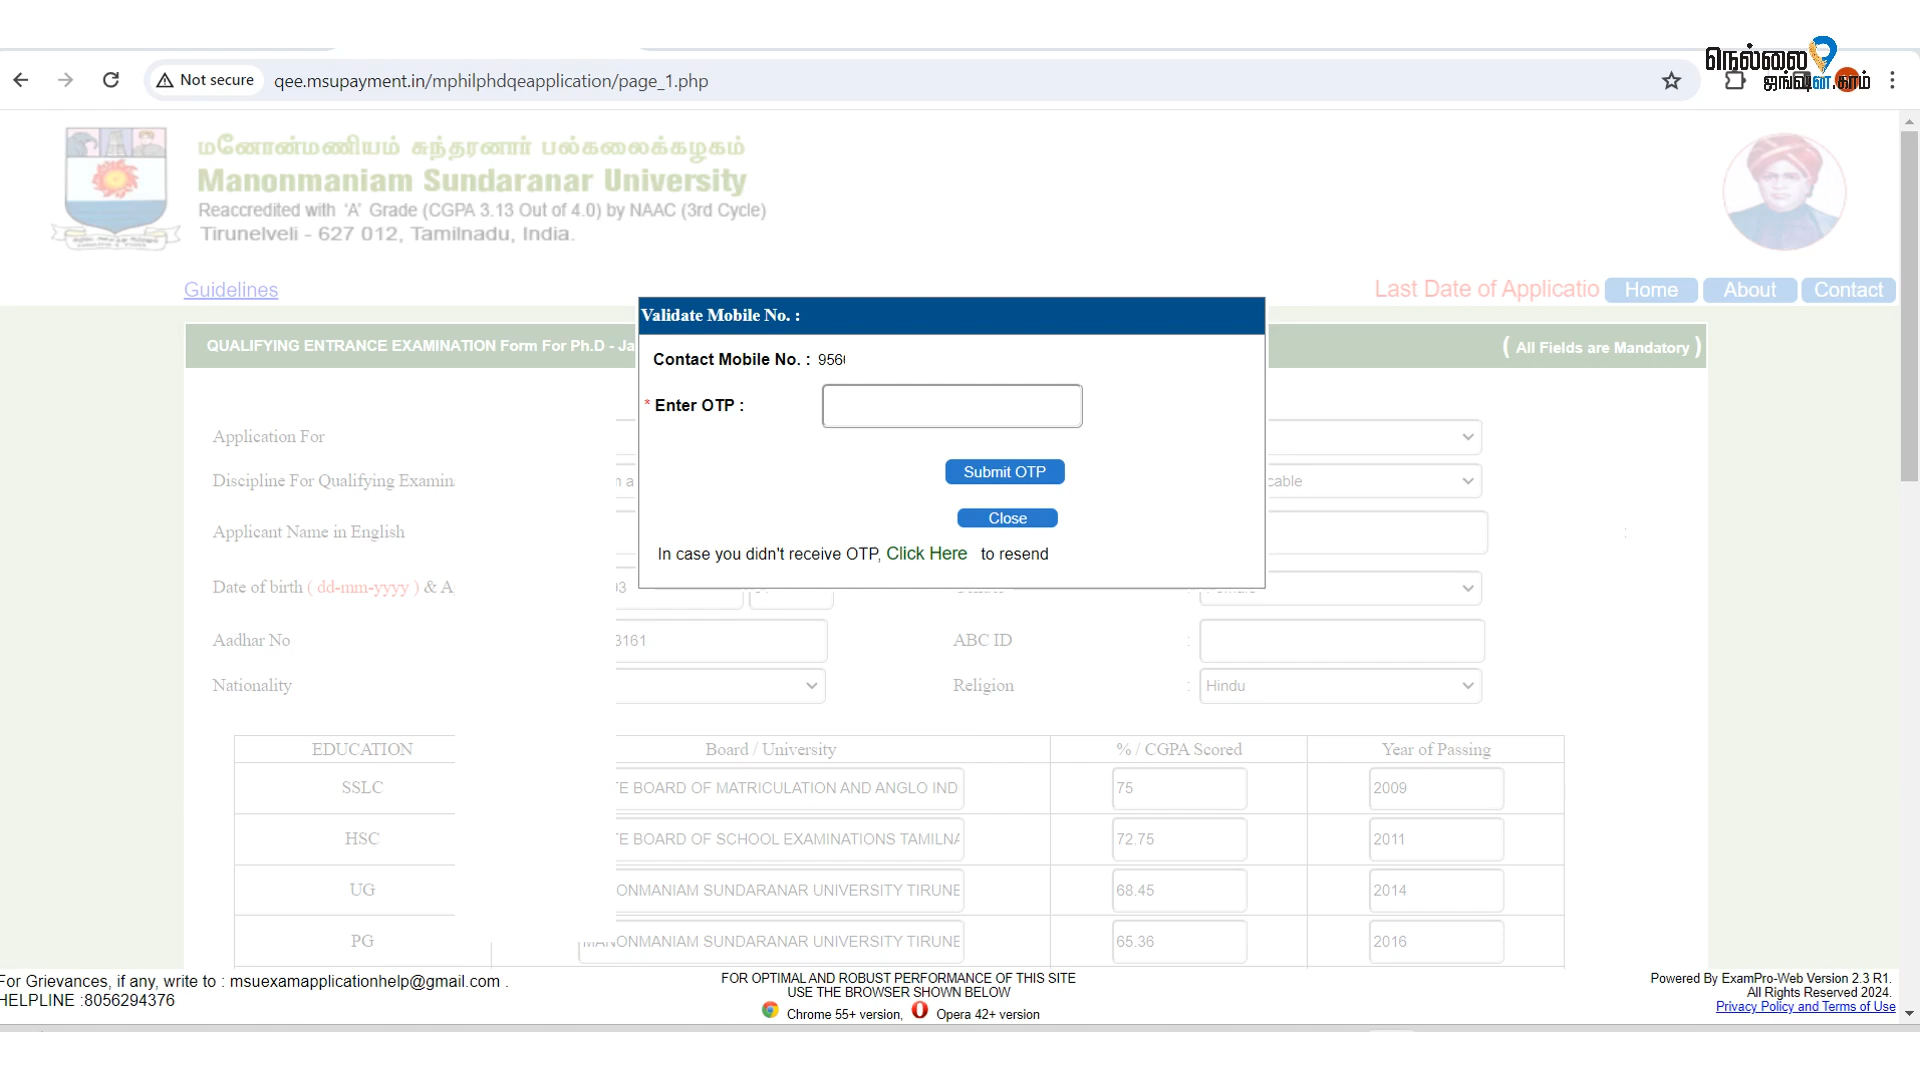 நெல்லை
ஜங்ஷன்.காம்
Not secure
qee.msupayment.in/mphilphdqeapplication/page_1.php
மனோன்மணியம் சுந்தரனார் பல்கலைக்கழகம்
Manonmaniam Sundaranar University
Reaccredited with 'A' Grade (CGPA 3.13 Out of 4.0) by NAAC (3rd Cycle)
Tirunelveli - 627 012, Tamilnadu, India.
Guidelines
Last Date of Applicatio
Home About Contact
QUALIFYING ENTRANCE EXAMINATION Form For Ph.D - Ja
( All Fields are Mandatory )
Validate Mobile No. :
Contact Mobile No. : 956
* Enter OTP :
Submit OTP
Close
In case you didn't receive OTP, Click Here to resend
Application For
Discipline For Qualifying Examin
cable
Applicant Name in English
:
Date of birth ( dd-mm-yyyy ) & A
Aadhar No 3161 ABC ID :
Nationality Religion : Hindu
EDUCATION Board / University % / CGPA Scored Year of Passing
SSLC TE BOARD OF MATRICULATION AND ANGLO IND 75 2009
HSC TE BOARD OF SCHOOL EXAMINATIONS TAMILNA 72.75 2011
UG ONMANIAM SUNDARANAR UNIVERSITY TIRUNE 68.45 2014
PG MANONMANIAM SUNDARANAR UNIVERSITY TIRUNE 65.36 2016
For Grievances, if any, write to : msuexamapplicationhelp@gmail.com .
HELPLINE :8056294376
FOR OPTIMAL AND ROBUST PERFORMANCE OF THIS SITE
USE THE BROWSER SHOWN BELOW
Chrome 55+ version, Opera 42+ version
Powered By ExamPro-Web Version 2.3 R1.
All Rights Reserved 2024.
Privacy Policy and Terms of Use